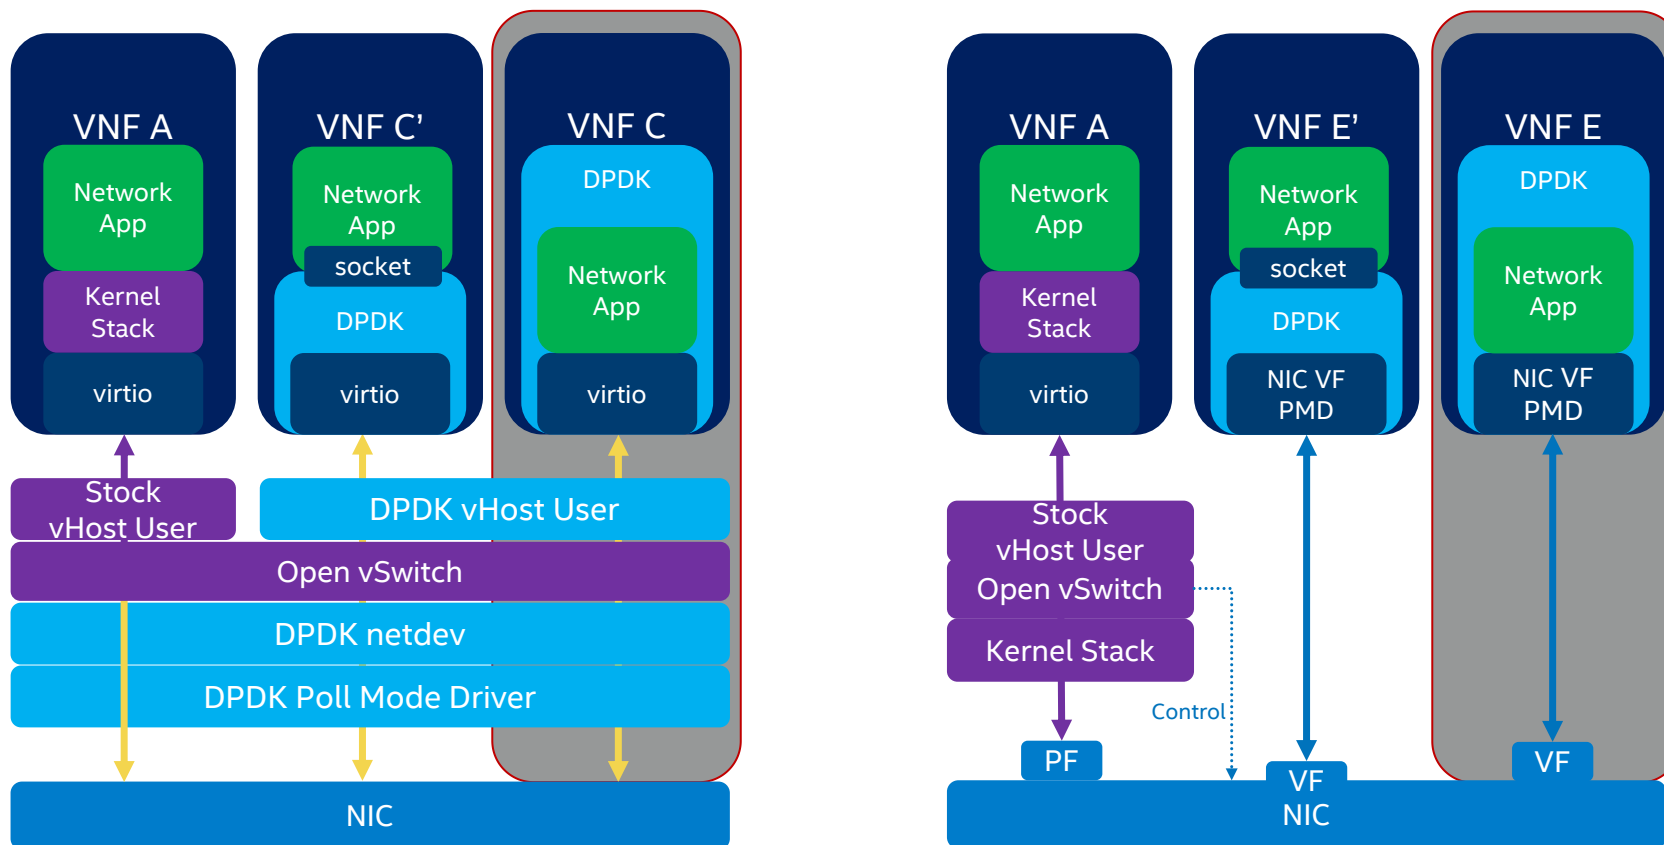 VNF A
Network
App
Kernel
Stack
virtio
VNF C’
Network
App
socket
DPDK
virtio
VNF C
DPDK
Network
App
virtio
Stock
vHost User
DPDK vHost User
Open vSwitch
DPDK netdev
DPDK Poll Mode Driver
NIC
VNF A
Network
App
Kernel
Stack
virtio
VNF E’
Network
App
socket
DPDK
NIC VF
PMD
VNF E
DPDK
Network
App
NIC VF
PMD
Stock
vHost User
Open vSwitch
Kernel Stack
Control
PF
VF
VF
NIC